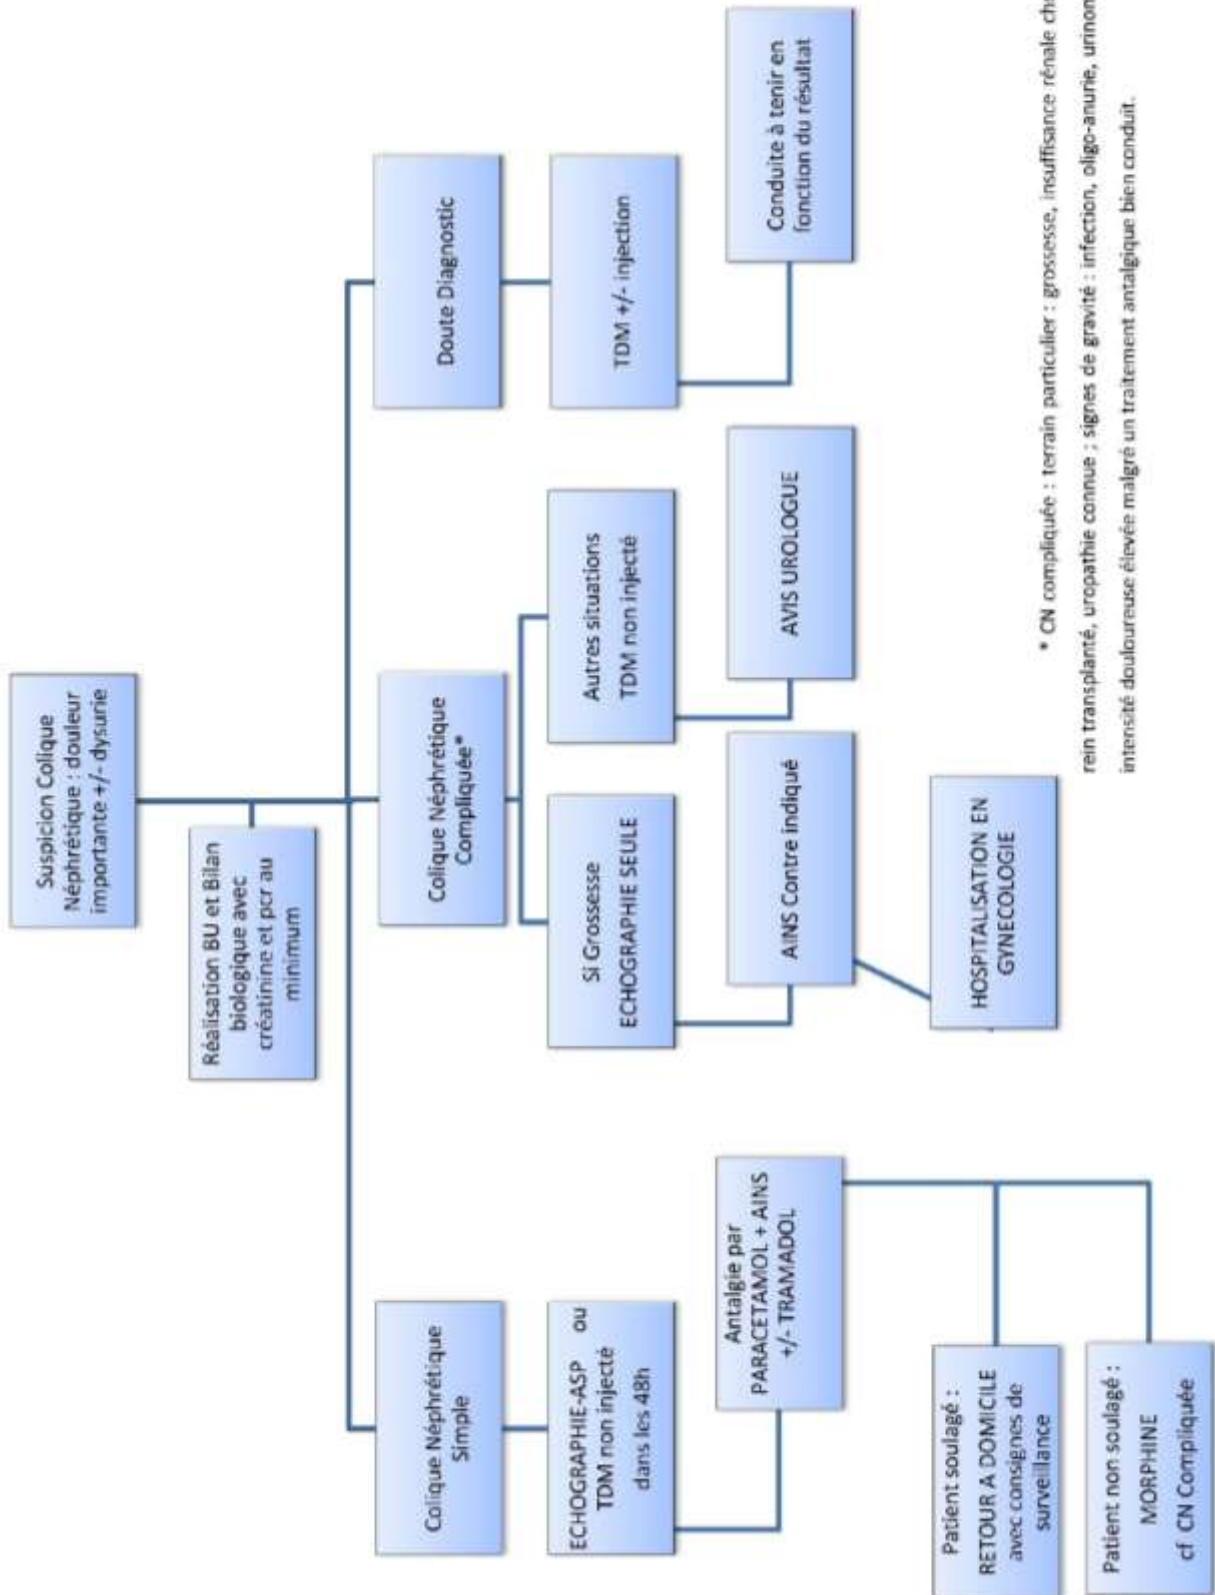 Suspicion Colique
Néphrétique : douleur
importante +/- dysurie
Réalisation BU et Bilan
biologique avec
créatinine et pcr au
minimum
Colique Néphrétique
Simple
ECHOGRAPHIE-ASP ou
TDM non injecté
dans les 48h
Antalgie par
PARACETAMOL + AINS
+/- TRAMADOL
Patient soulagé :
RETOUR A DOMICILE
avec consignes de
surveillance
Patient non soulagé :
MORPHINE
cf CN Compliquée
Colique Néphrétique
Compliquée*
Si Grossesse
ECHOGRAPHIE SEULE
AINS Contre indiqué
HOSPITALISATION EN
GYNECOLOGIE
Autres situations
TDM non injecté
AVIS UROLOGUE
Doute Diagnostic
TDM +/- injection
Conduite à tenir en
fonction du résultat
* CN compliquée : terrain particulier : grossesse, insuffisance rénale
rein transplanté, uropathie connue ; signes de gravité : infection, oligo-anurie,
intensité douloureuse élevée malgré un traitement antalgique bien conduit.